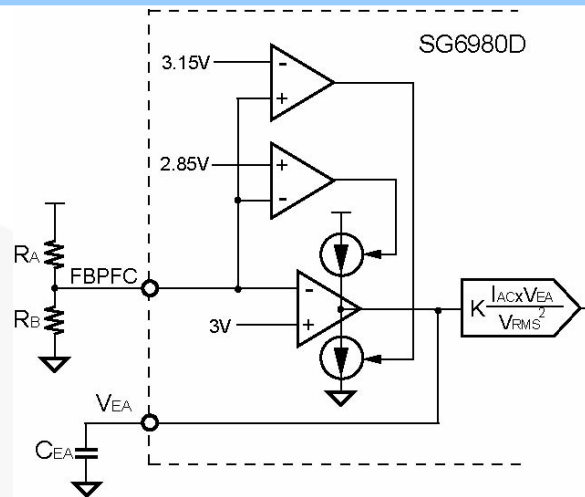 SG6980D
3.15V
2.85V
RA
FBPFC
RB
3V
K IACxVEA
VRMS2
VEA
CEA
-
+
+
-
-
+